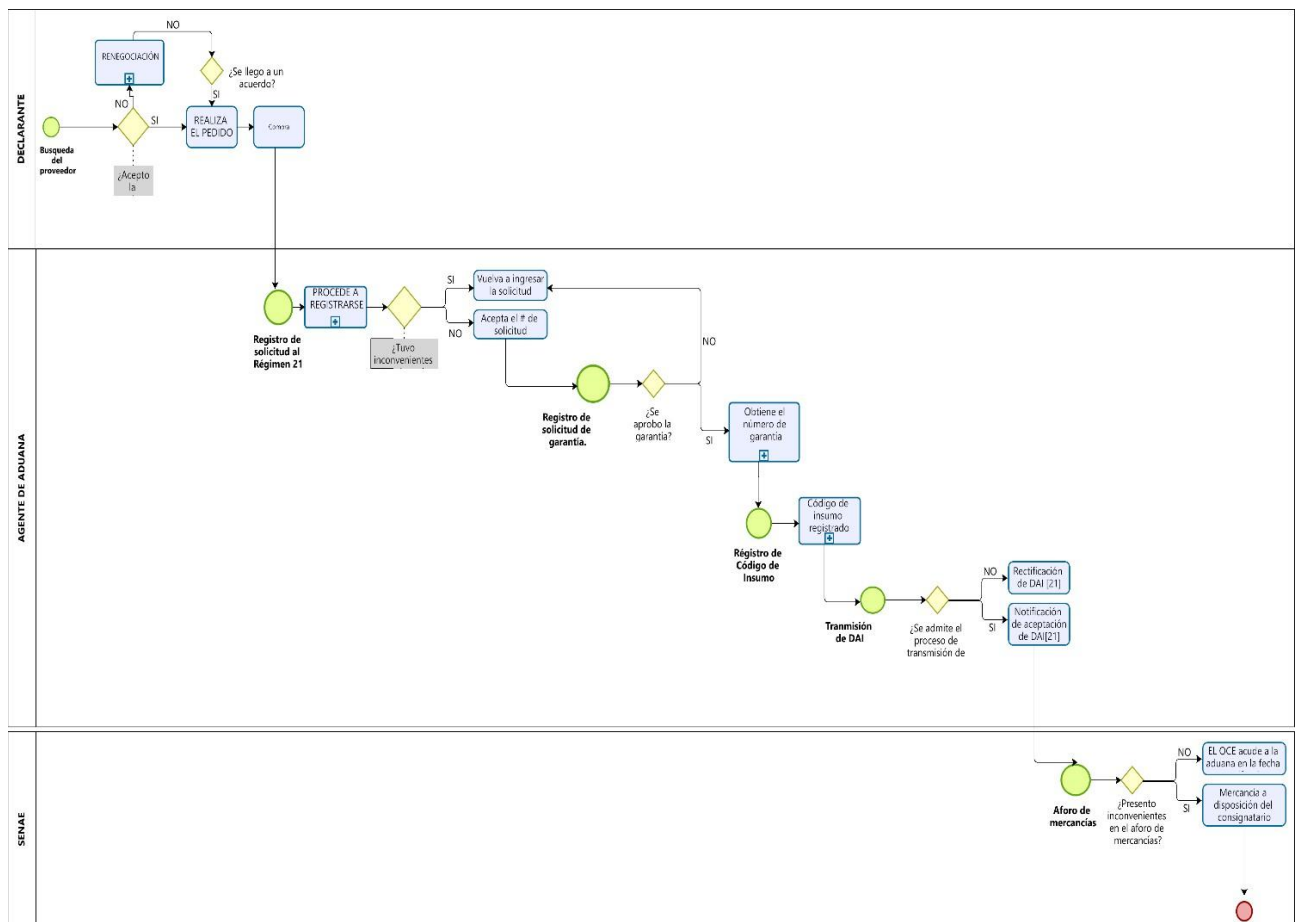 DECLARANTE
NO
RENEGOCIACIÓN
¿Se llego a un
acuerdo?
SI
NO
SI
REALIZA
EL PEDIDO
Compra
Busqueda
del
proveedor
¿Acepto
la
AGENTE DE ADUANA
PROCEDE A
REGISTRARSE
Registro de
solicitud al
Régimen 21
¿Tuvo
inconvenientes
SI
Vuelva a ingresar
la solicitud
NO
Acepta el # de
solicitud
Registro de
solicitud de
garantía.
¿Se
aprobo la
garantía?
NO
SI
Obtiene el
número de
garantía
Régistro de
Código de
Insumo
Código de
insumo
registrado
Tranmisión
de DAI
¿Se admite el
proceso de
transmisión de
NO
Rectificación
de DAI [21]
SI
Notificación
de aceptación
de DAI[21]
SENAE
Aforo de
mercancías
¿Presento
inconvenientes
en el aforo de
mercancías?
NO
EL OCE acude a la
aduana en la fecha
SI
Mercancia a
disposición del
consignatario